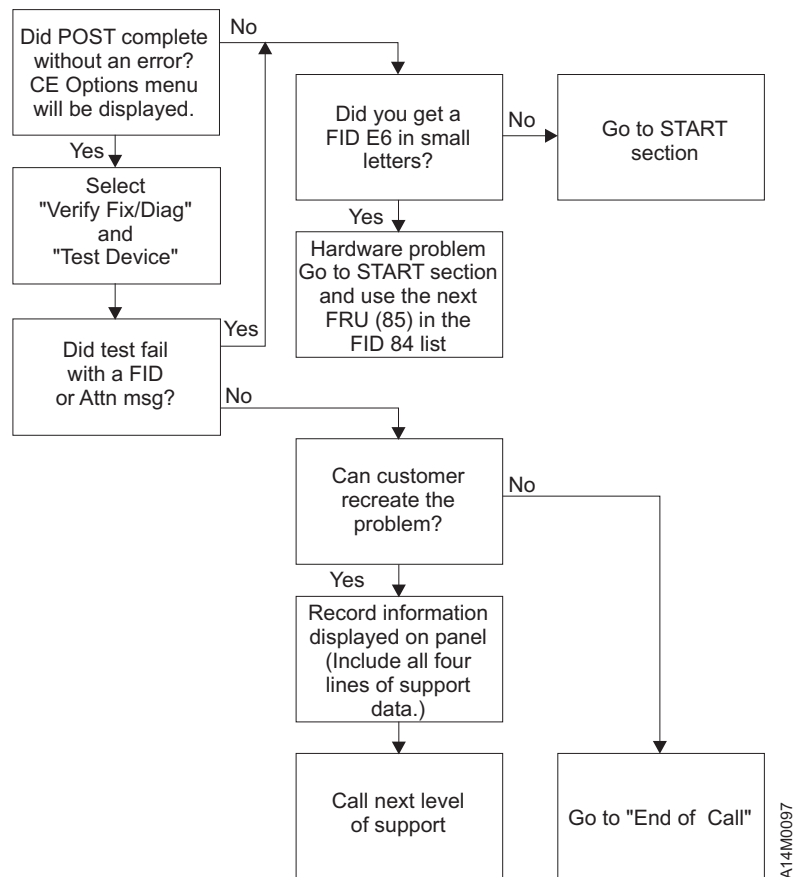 Did POST complete
without an error?
CE Options menu
will be displayed.
No
Yes
Select
"Verify Fix/Diag"
and
"Test Device"
Did test fail
with a FID
or Attn msg?
Yes
No
Did you get a
FID E6 in small
letters?
No
Go to START
section
Yes
Hardware problem
Go to START section
and use the next
FRU (85) in the
FID 84 list
Can customer
recreate the
problem?
No
Yes
Record information
displayed on panel
(Include all four
lines of support
data.)
Call next level
of support
Go to "End of Call"
A14M0097